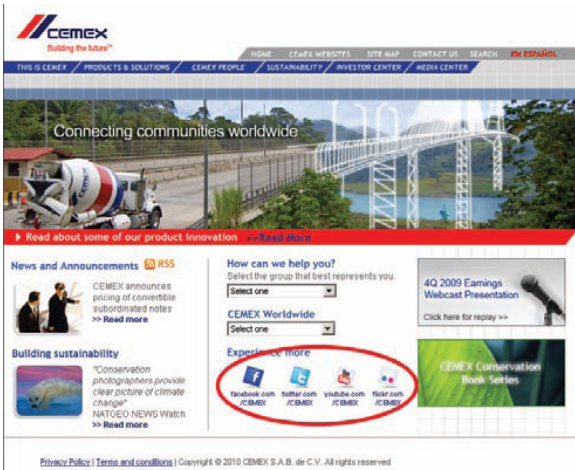 CEMEX
Building the future™
HOME CEMEX WEBSITES SITE MAP CONTACT US SEARCH EN ESPAÑOL
THIS IS CEMEX / PRODUCTS & SOLUTIONS / CEMEX PEOPLE / SUSTAINABILITY / INVESTOR CENTER / MEDIA CENTER /
Connecting communities worldwide
CEMEX
Read about some of our product Innovation >>Read More
News and Announcements RSS
CEMEX announces
pricing of convertible
subordinated notes
>> Read more
Building sustainability
"Conservation
photographers provide
clear picture of climate
change"
NATGEO NEWS Watch
>> Read more
How can we help you?
Select the group that best represents you.
Select one
CEMEX Worldwide
Select one
Experience more
facebook.com
/CEMEX
twitter.com
/CEMEX
youtube.com
/CEMEX
flickr.com
/CEMEX
4Q 2009 Earnings
Webcast Presentation
Click here for replay >>
CEMEX Conservation
Book Series
Privacy Policy | Terms and conditions | Copyright © 2010 CEMEX S.A.B. de C.V. All rights reserved